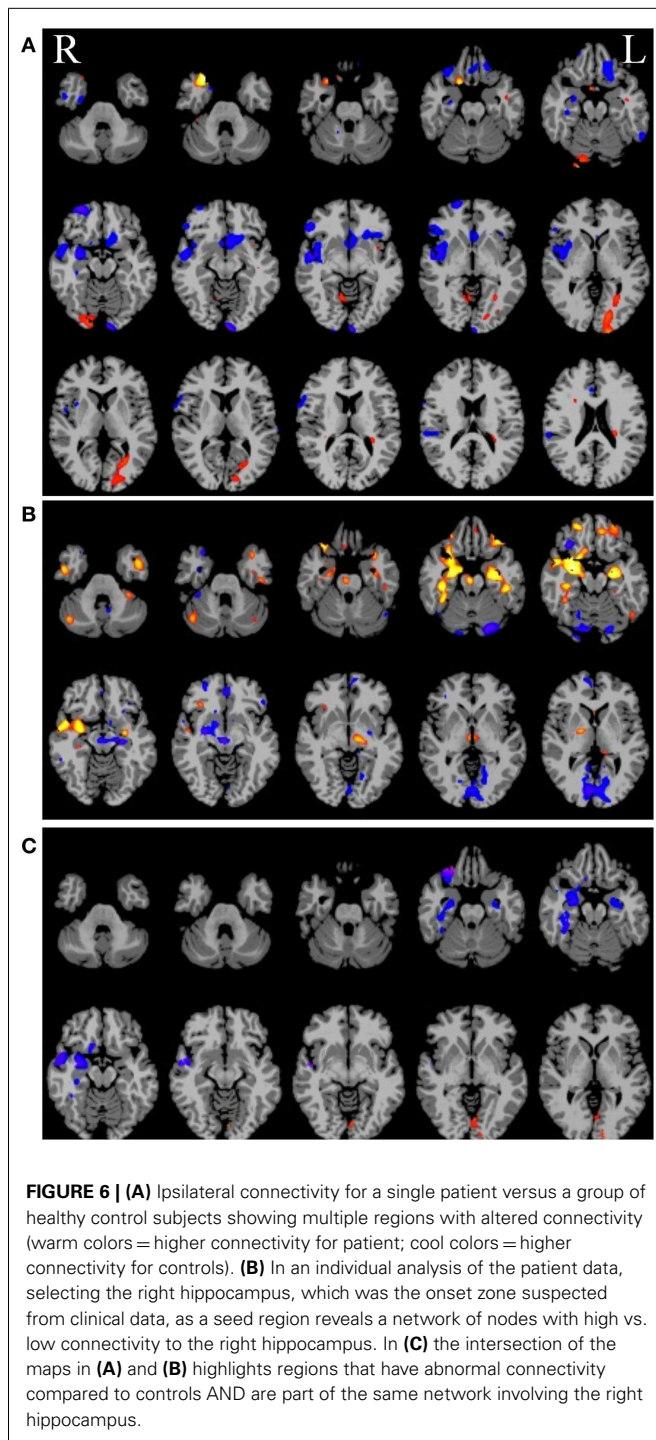 A
R
L
B
C
FIGURE 6 | (A) Ipsilateral connectivity for a single patient versus a group of
healthy control subjects showing multiple regions with altered connectivity
(warm colors = higher connectivity for patient; cool colors = higher
connectivity for controls). (B) In an individual analysis of the patient data,
selecting the right hippocampus, which was the onset zone suspected
from clinical data, as a seed region reveals a network of nodes with high vs.
low connectivity to the right hippocampus. In (C) the intersection of the
maps in (A) and (B) highlights regions that have abnormal connectivity
compared to controls AND are part of the same network involving the right
hippocampus.